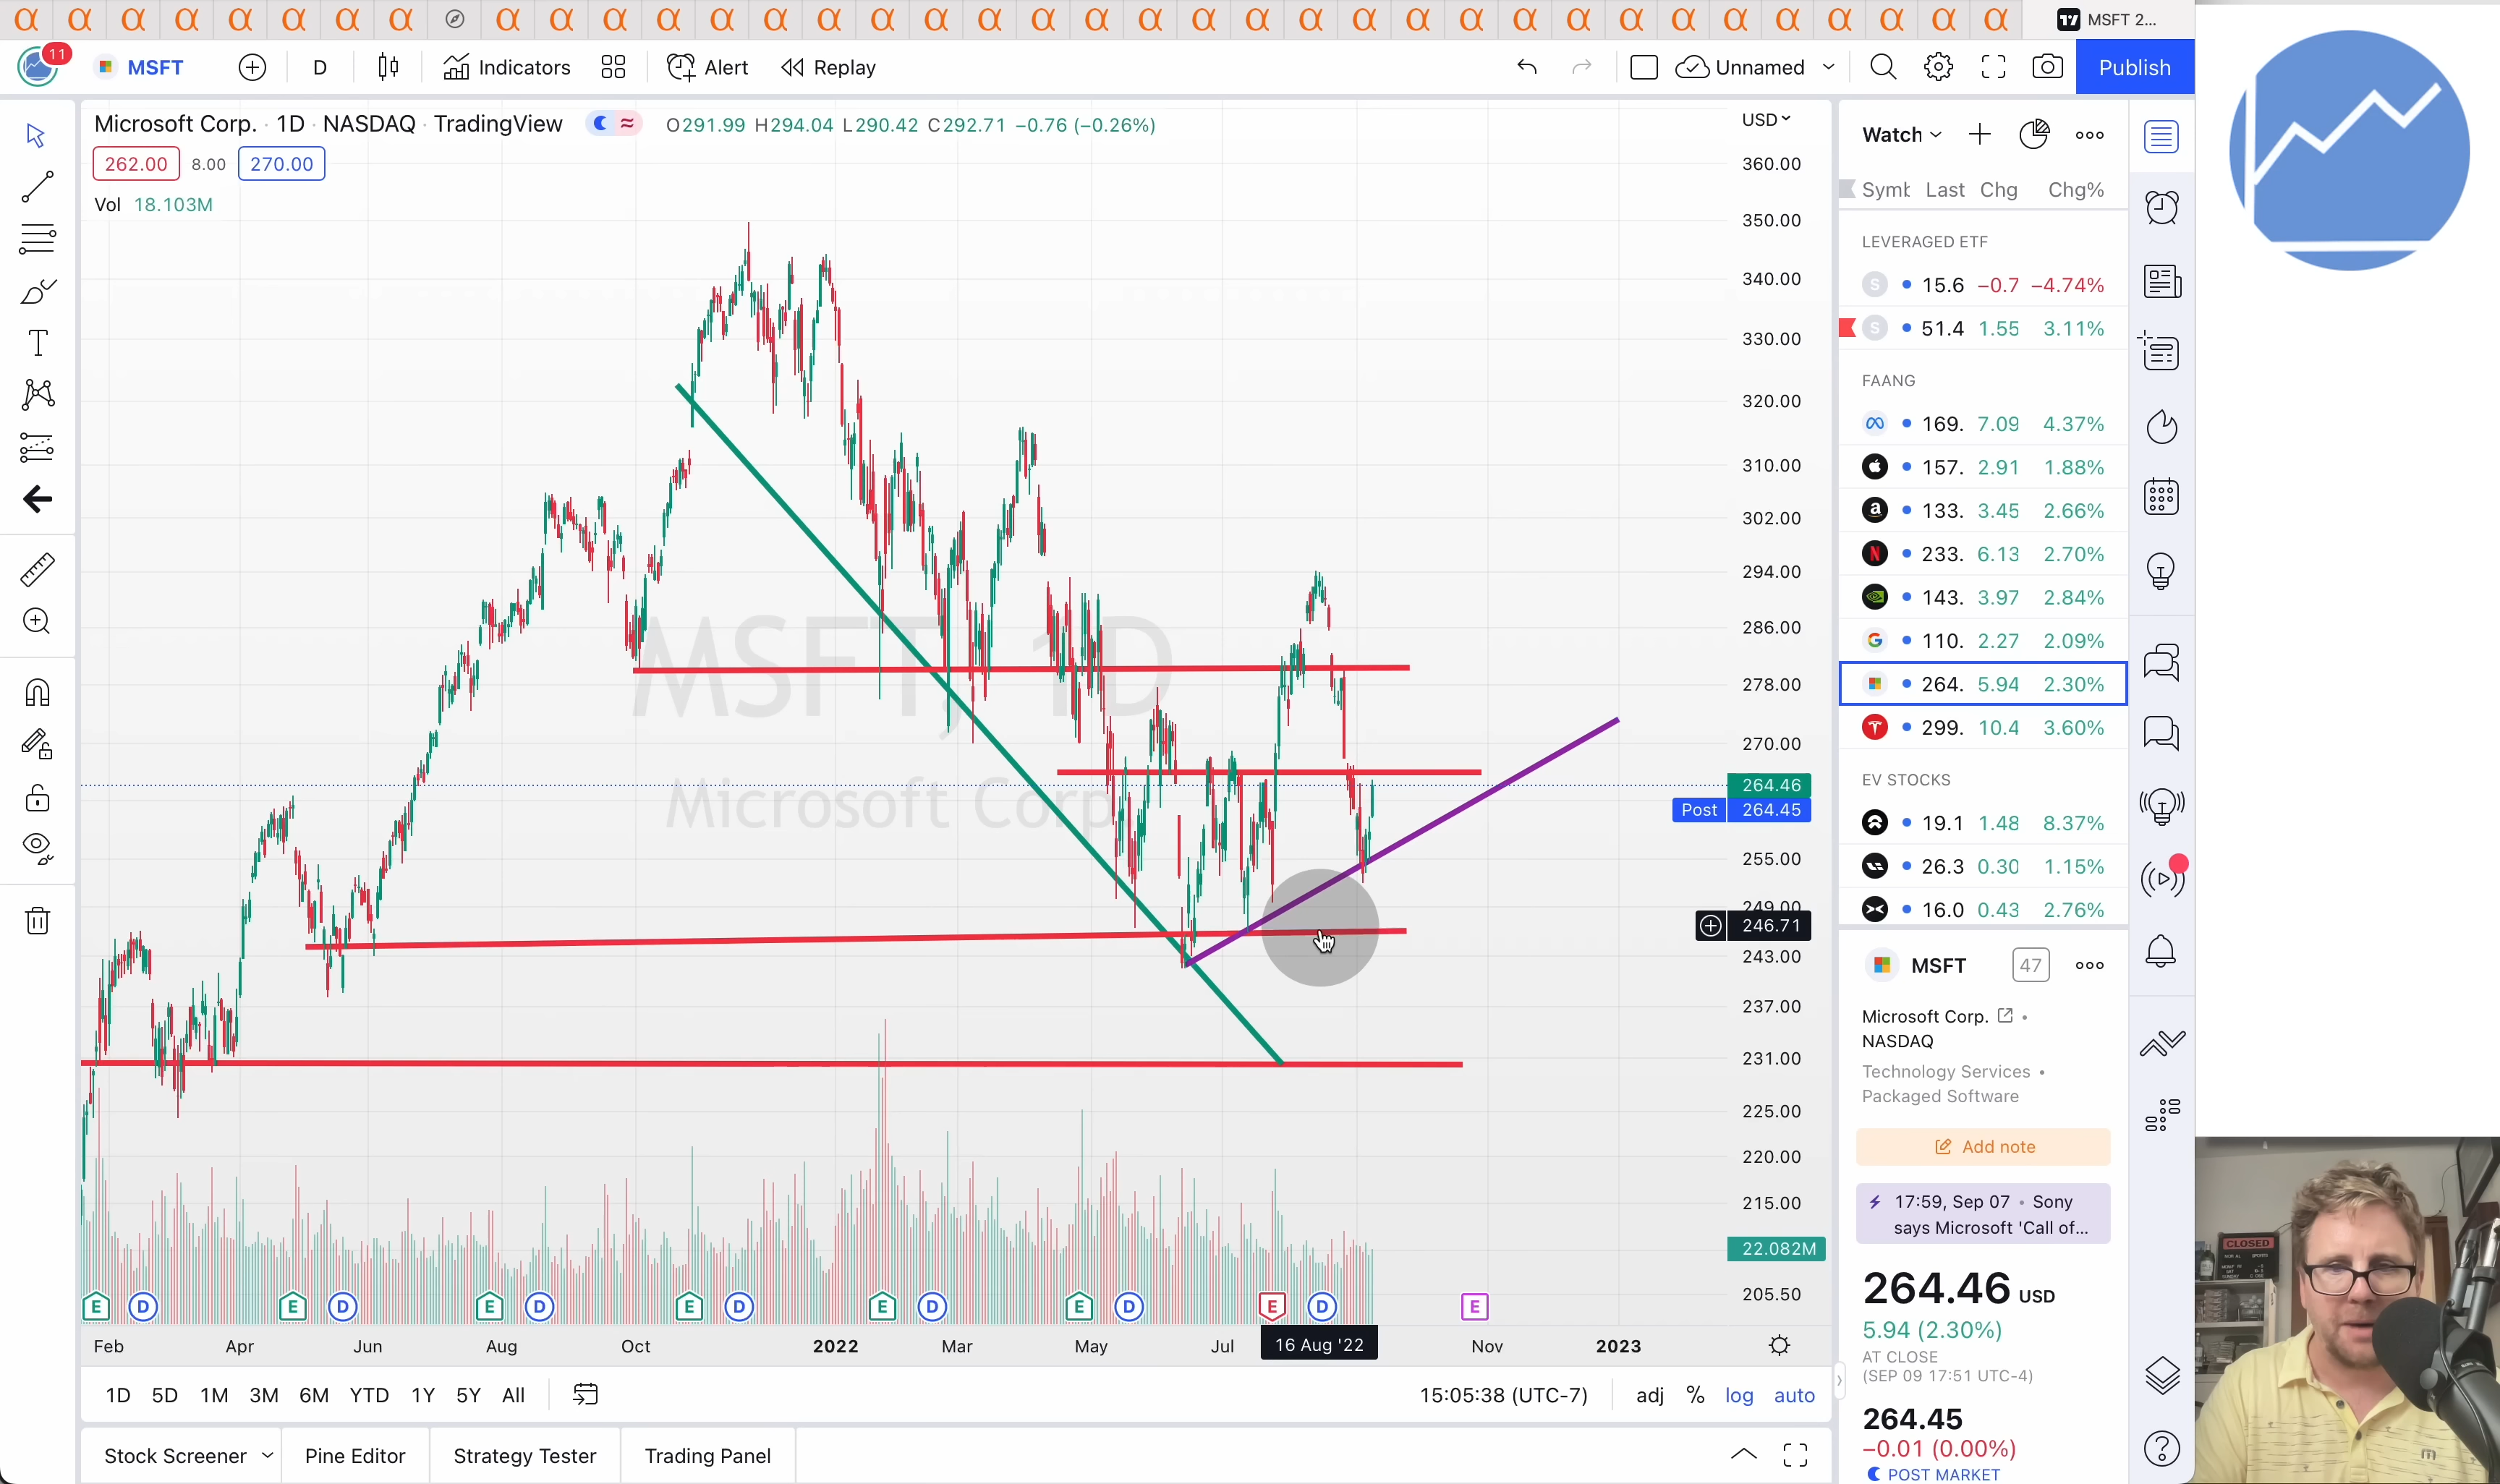 MSFT 2...
11
MSFT
D
Indicators
Alert
Replay
Unnamed
Publish
Microsoft Corp. · 1D · NASDAQ · TradingView
O291.99 H294.04 L290.42 C292.71 −0.76 (−0.26%)
262.00 8.00 270.00
Vol 18.103M
MSFT, 1D
Microsoft Corp
USD
360.00
350.00
340.00
330.00
320.00
310.00
302.00
294.00
286.00
278.00
270.00
264.46
Post 264.45
255.00
249.00
246.71
243.00
237.00
231.00
225.00
220.00
215.00
22.082M
205.50
E D E D E D E D E D E D E D E
Feb Apr Jun Aug Oct 2022 Mar May Jul 16 Aug '22 Nov 2023
1D 5D 1M 3M 6M YTD 1Y 5Y All
15:05:38 (UTC-7) adj % log auto
Stock Screener Pine Editor Strategy Tester Trading Panel
Watch
Last Chg Chg%
LEVERAGED ETF
S 15.6 −0.7 −4.74%
S 51.4 1.55 3.11%
FAANG
169. 7.09 4.37%
157. 2.91 1.88%
133. 3.45 2.66%
233. 6.13 2.70%
143. 3.97 2.84%
110. 2.27 2.09%
264. 5.94 2.30%
299. 10.4 3.60%
EV STOCKS
19.1 1.48 8.37%
26.3 0.30 1.15%
16.0 0.43 2.76%
MSFT 47
Microsoft Corp. •
NASDAQ
Technology Services •
Packaged Software
Add note
17:59, Sep 07 • Sony
says Microsoft 'Call of...
264.46 USD
5.94 (2.30%)
AT CLOSE
(SEP 09 17:51 UTC-4)
264.45
−0.01 (0.00%)
POST MARKET
CLOSED